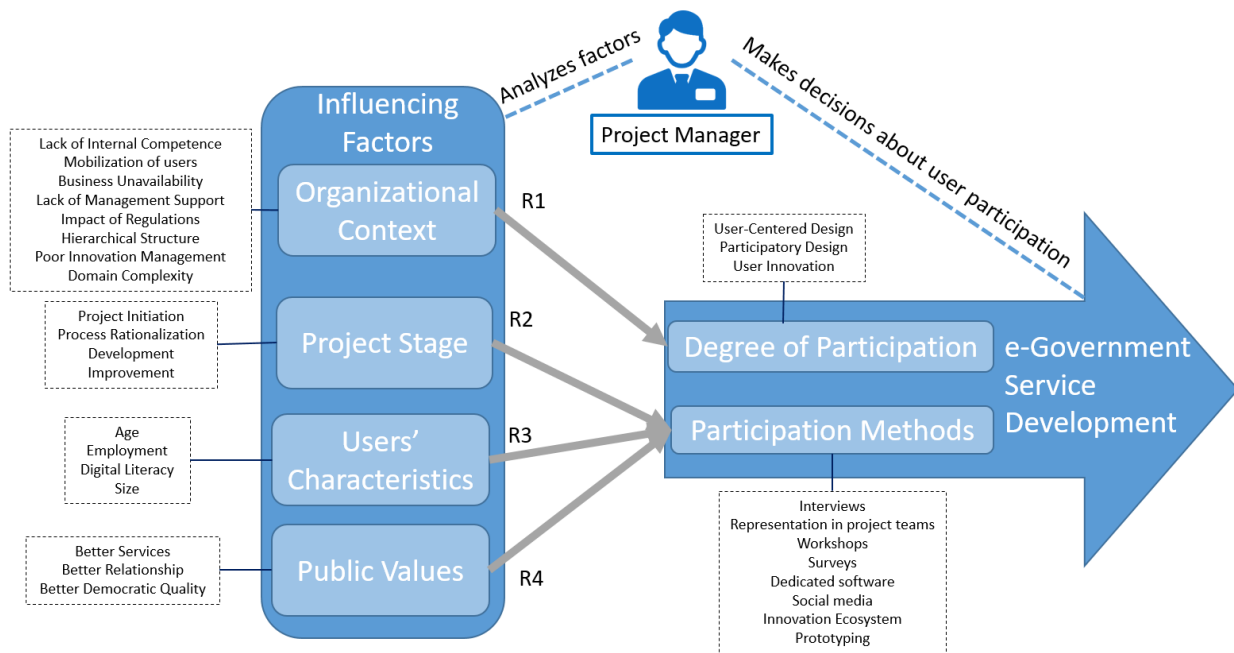 Analyzes factors
Makes decisions about user participation
Project Manager
Influencing
Factors
Lack of Internal Competence
Mobilization of users
Business Unavailability
Lack of Management Support
Impact of Regulations
Hierarchical Structure
Poor Innovation Management
Domain Complexity
Organizational
Context
R1
Project Initiation
Process Rationalization
Development
Improvement
Project Stage
R2
Age
Employment
Digital Literacy
Size
Users’
Characteristics
R3
Better Services
Better Relationship
Better Democratic Quality
Public Values
R4
User-Centered Design
Participatory Design
User Innovation
Degree of Participation
Participation Methods
e-Government
Service
Development
Interviews
Representation in project teams
Workshops
Surveys
Dedicated software
Social media
Innovation Ecosystem
Prototyping